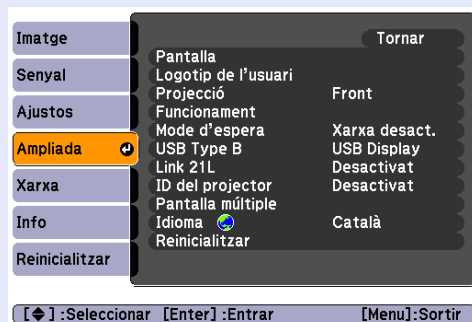 Imatge
Senyal
Ajustos
Ampliada
Xarxa
Info
Reinicialitzar
Tornar
Pantalla
Logotip de l'usuari
Projecció Front
Funcionament
Mode d'espera Xarxa desact.
USB Type B USB Display
Link 21L Desactivat
ID del projector Desactivat
Pantalla múltiple
Idioma Català
Reinicialitzar
[◆] :Seleccionar [Enter] :Entrar [Menu]:Sortir